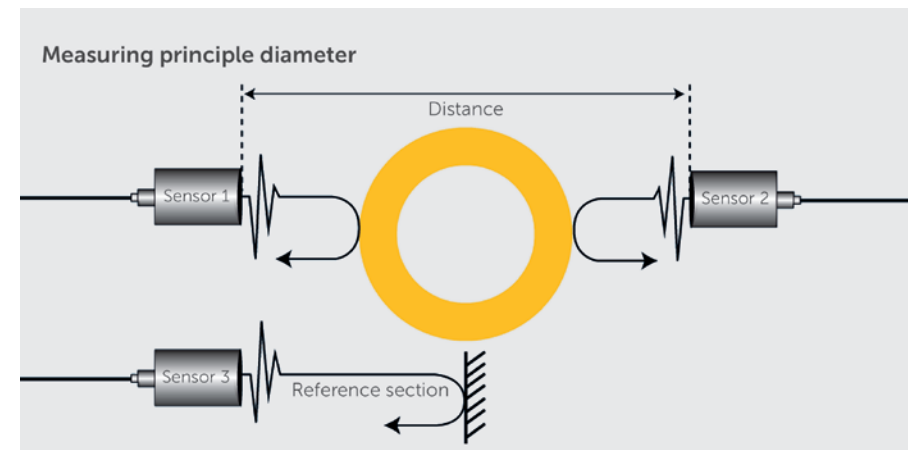 Measuring principle diameter
Distance
Sensor 1
Sensor 2
Sensor 3
Reference section